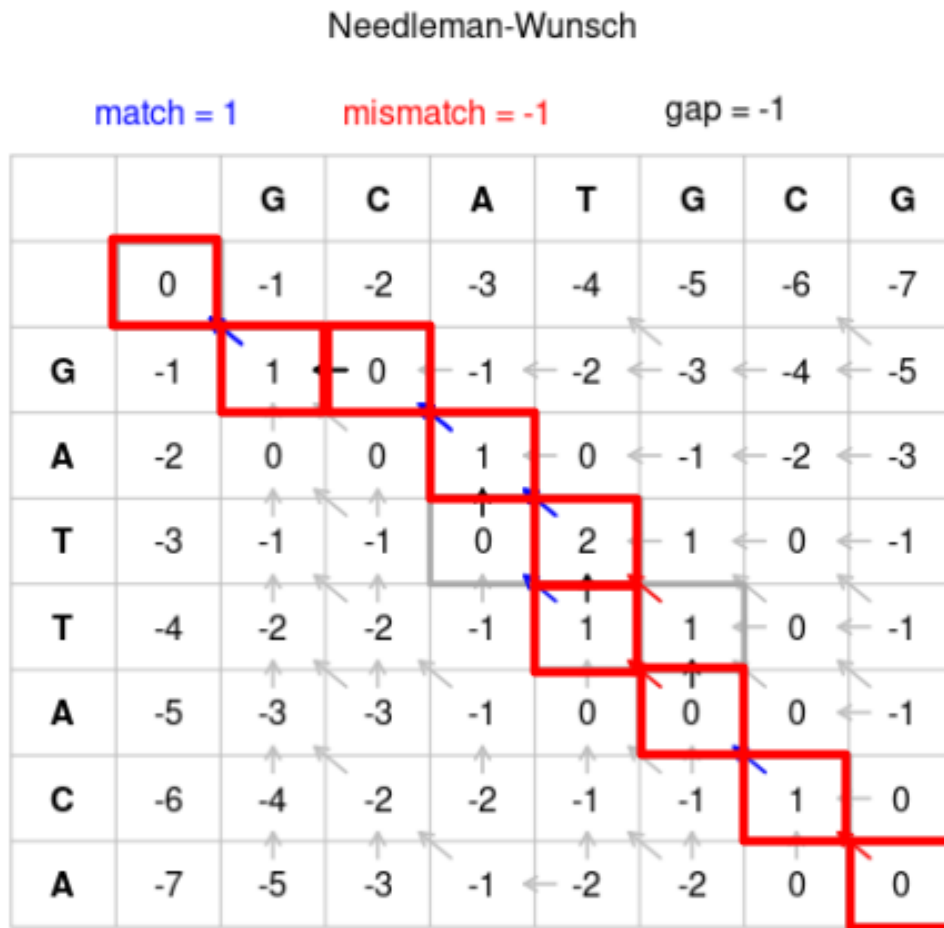 Needleman-Wunsch
match = 1 mismatch = -1 gap = -1
G C A T G C G
0 -1 -2 -3 -4 -5 -6 -7
G -1 1 0 -1 -2 -3 -4 -5
A -2 0 0 1 0 -1 -2 -3
T -3 -1 -1 0 2 1 0 -1
T -4 -2 -2 -1 1 1 0 -1
A -5 -3 -3 -1 0 0 0 -1
C -6 -4 -2 -2 -1 -1 1 0
A -7 -5 -3 -1 -2 -2 0 0